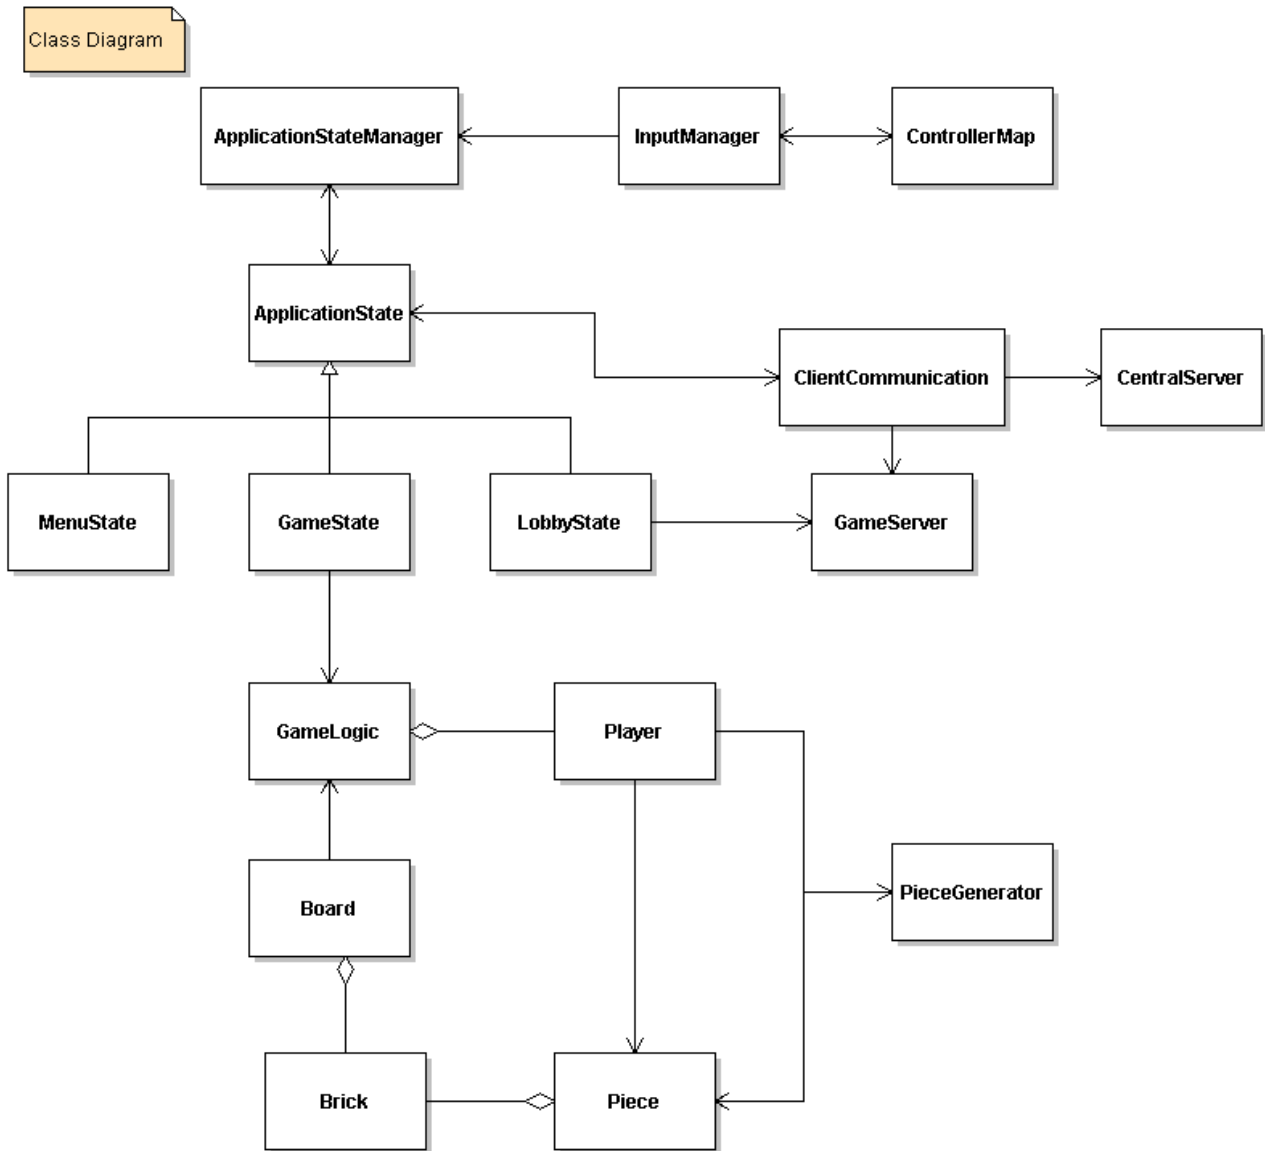 Class Diagram
ApplicationStateManager
InputManager
ControllerMap
ApplicationState
ClientCommunication
CentralServer
MenuState
GameState
LobbyState
GameServer
GameLogic
Player
Board
PieceGenerator
Brick
Piece